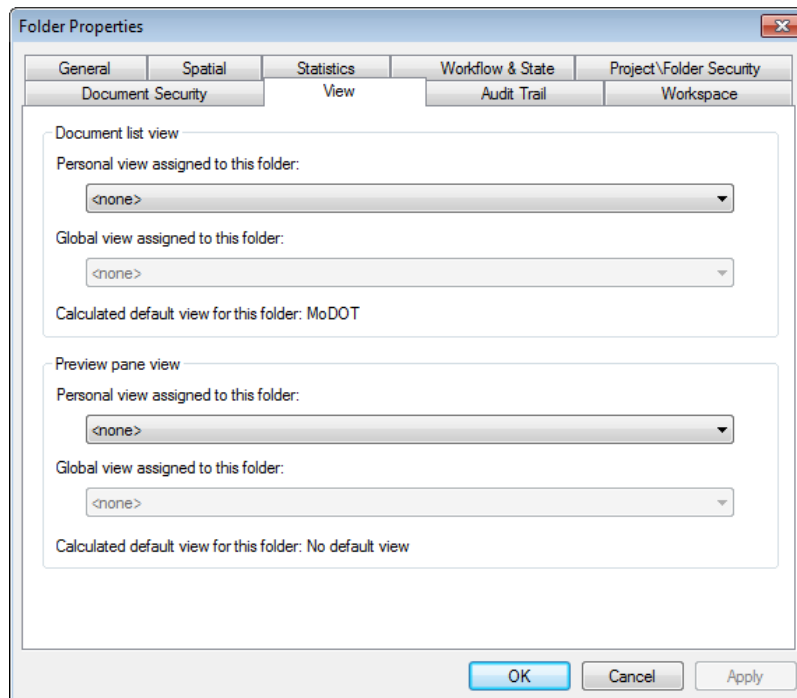 Folder Properties
General Spatial Statistics Workflow & State Project\Folder Security
Document Security View Audit Trail Workspace
Document list view
Personal view assigned to this folder:
<none>
Global view assigned to this folder:
<none>
Calculated default view for this folder: MoDOT
Preview pane view
Personal view assigned to this folder:
<none>
Global view assigned to this folder:
<none>
Calculated default view for this folder: No default view
OK Cancel Apply